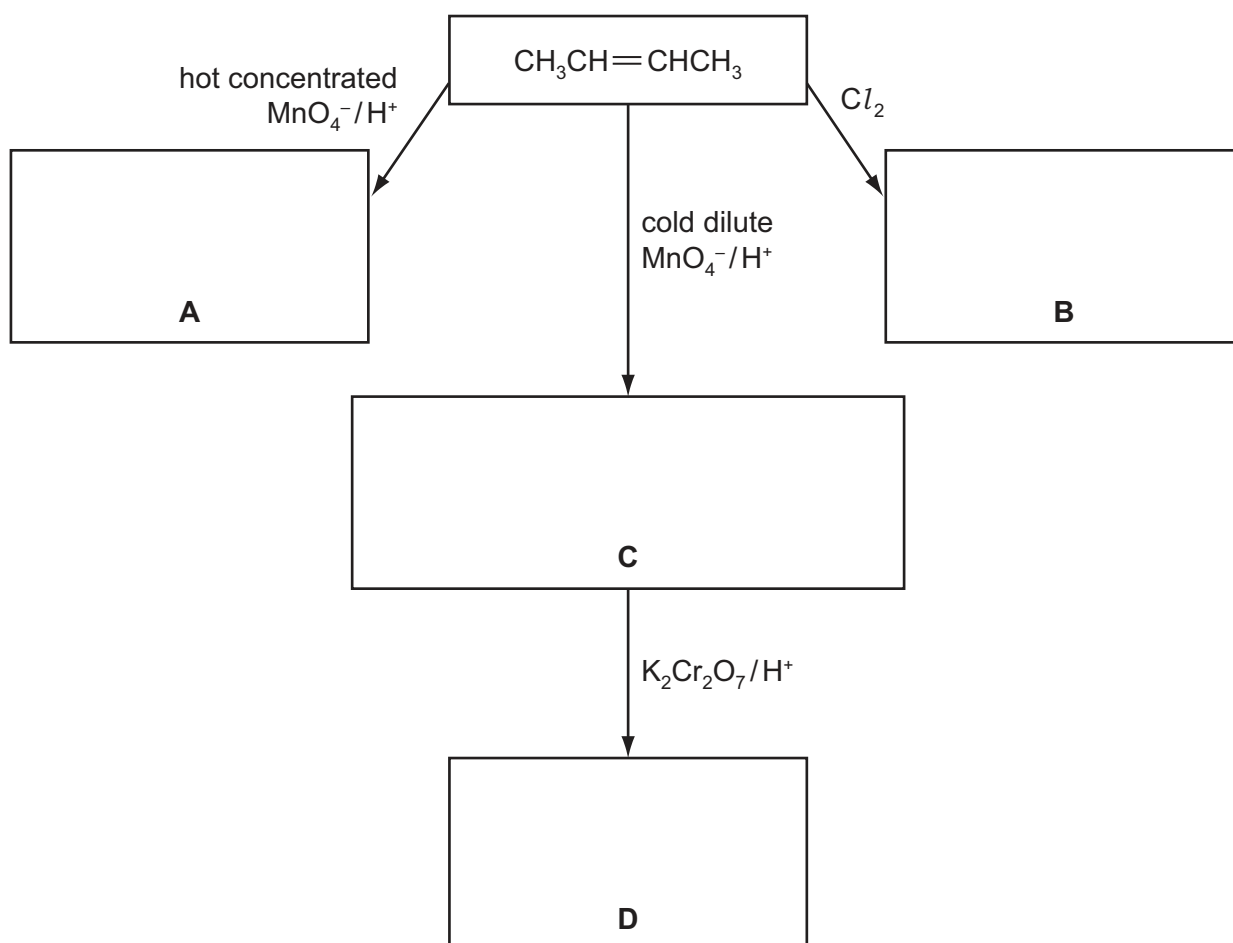 CH₃CH=CHCH₃
hot concentrated
MnO₄⁻/H⁺
Cl₂
cold dilute
MnO₄⁻/H⁺
A
B
C
K₂Cr₂O₇/H⁺
D